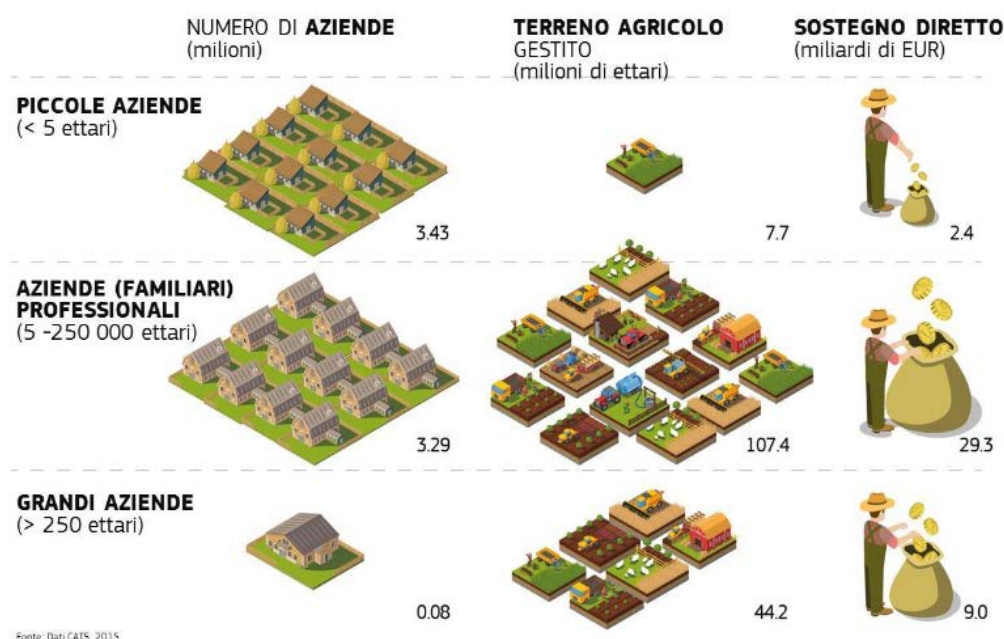 NUMERO DI AZIENDE
(milioni)
TERRENO AGRICOLO
GESTITO
(milioni di ettari)
SOSTEGNO DIRETTO
(miliardi di EUR)
PICCOLE AZIENDE
(< 5 ettari)
3.43
7.7
2.4
AZIENDE (FAMILIARI)
PROFESSIONALI
(5 -250 000 ettari)
3.29
107.4
29.3
GRANDI AZIENDE
(> 250 ettari)
0.08
44.2
9.0
Fonte: Dati CATS, 2015